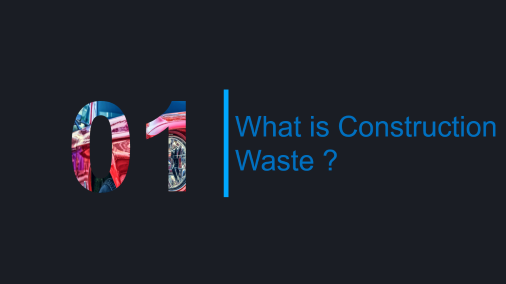 01
What is Construction
Waste ?